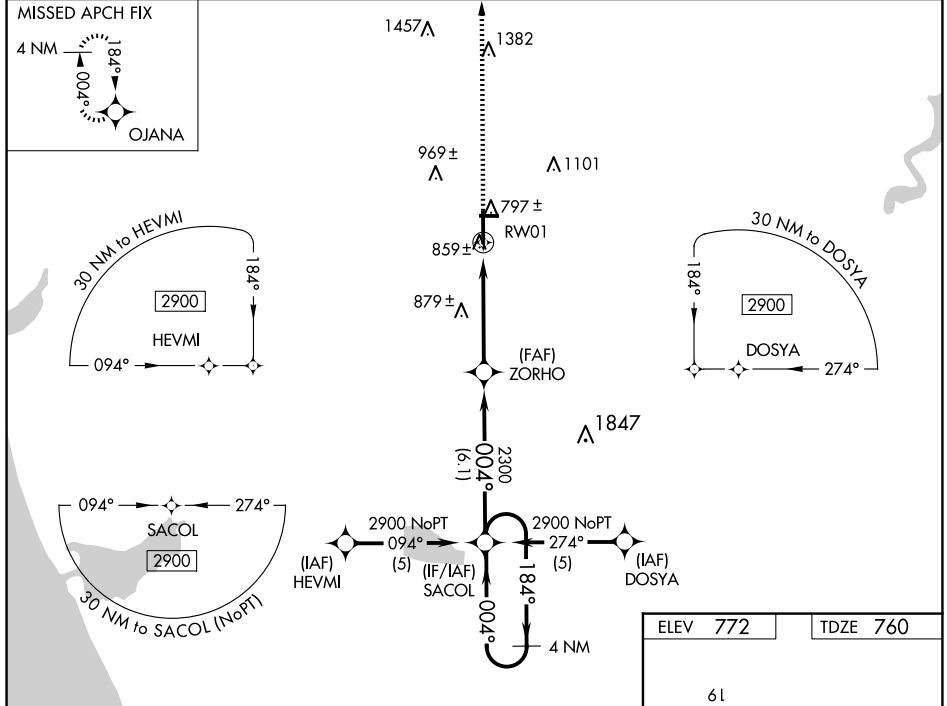 MISSED APCH FIX
4 NM
184°
004°
OJANA
1457
1382
969 ±
1101
797 ±
RW01
859 ±
879 ±
30 NM to HEVMI
184°
2900
HEVMI
094°
30 NM to DOSYA
184°
2900
DOSYA
274°
(FAF)
ZORHO
1847
2300
004°
(6.1)
094°
274°
SACOL
2900
30 NM to SACOL (NoPT)
2900 NoPT
094°
(5)
(IAF)
HEVMI
(IF/IAF)
SACOL
2900 NoPT
274°
(5)
(IAF)
DOSYA
184°
004°
4 NM
ELEV 772
TDZE 760